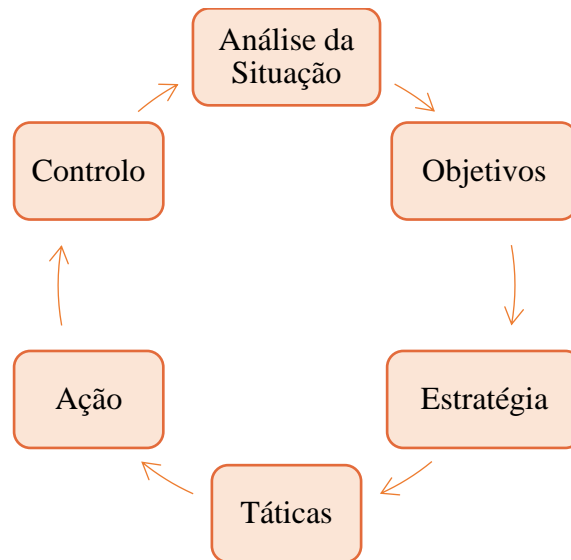 Análise da
Situação
Objetivos
Estratégia
Táticas
Ação
Controlo